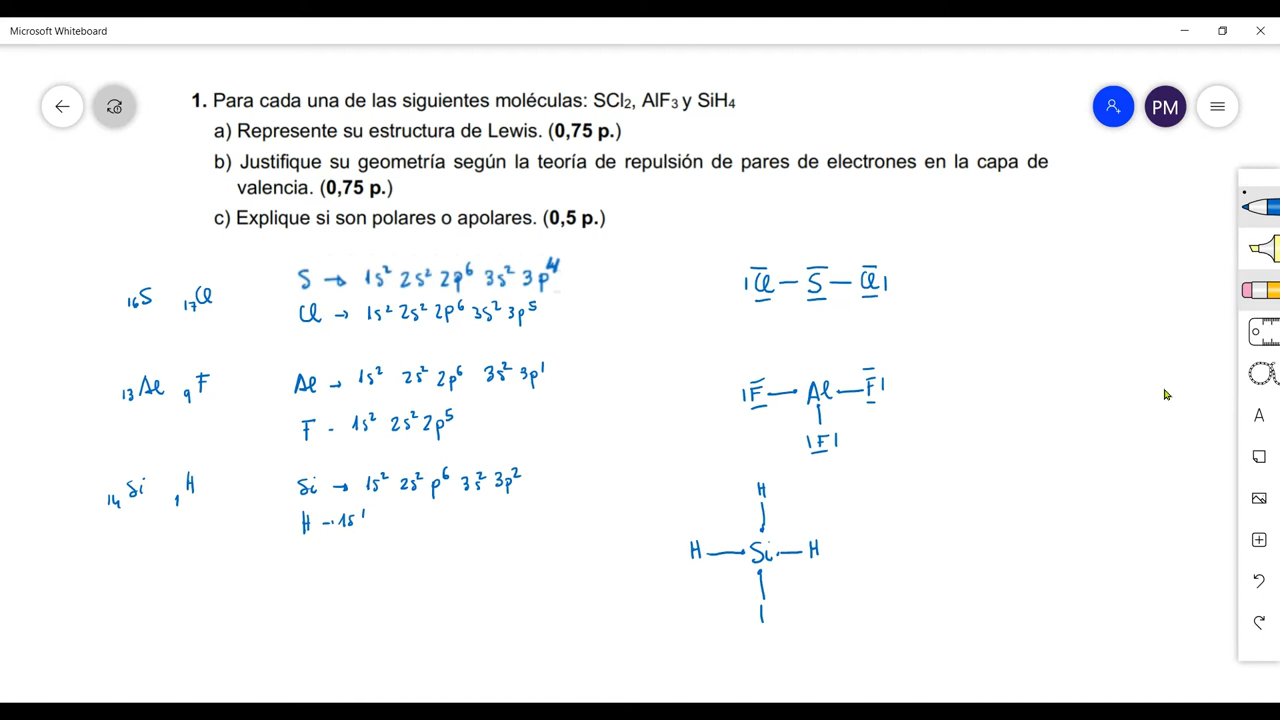 Microsoft Whiteboard
1. Para cada una de las siguientes moléculas: SCl₂, AlF₃ y SiH₄
PM
a) Represente su estructura de Lewis. (0,75 p.)
b) Justifique su geometría según la teoría de repulsión de pares de electrones en la capa de
valencia. (0,75 p.)
c) Explique si son polares o apolares. (0,5 p.)
S → 1s² 2s² 2p⁶ 3s² 3p⁴
₁₆S ₁₇Cl
Cl → 1s² 2s² 2p⁶ 3s² 3p⁵
Cl – S – Cl
₁₃Al ₉F
Al → 1s² 2s² 2p⁶ 3s² 3p¹
F – Al – F
F - 1s² 2s² 2p⁵
F
₁₄Si ₁H
Si → 1s² 2s² p⁶ 3s² 3p²
H → 1s¹
H
H – Si – H
A